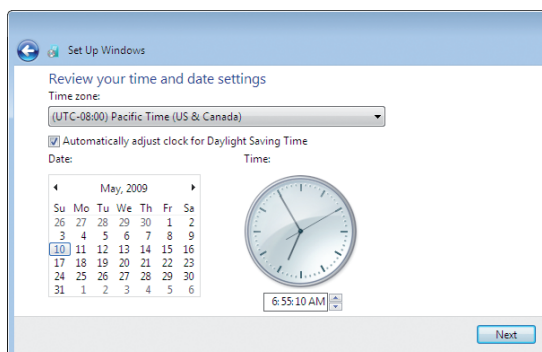 Set Up Windows
Review your time and date settings
Time zone:
(UTC-08:00) Pacific Time (US & Canada)
Automatically adjust clock for Daylight Saving Time
Date: Time:
May, 2009
Su Mo Tu We Th Fr Sa
26 27 28 29 30 1 2
3 4 5 6 7 8 9
10 11 12 13 14 15 16
17 18 19 20 21 22 23
24 25 26 27 28 29 30
31 1 2 3 4 5 6
6:55:10 AM
Next